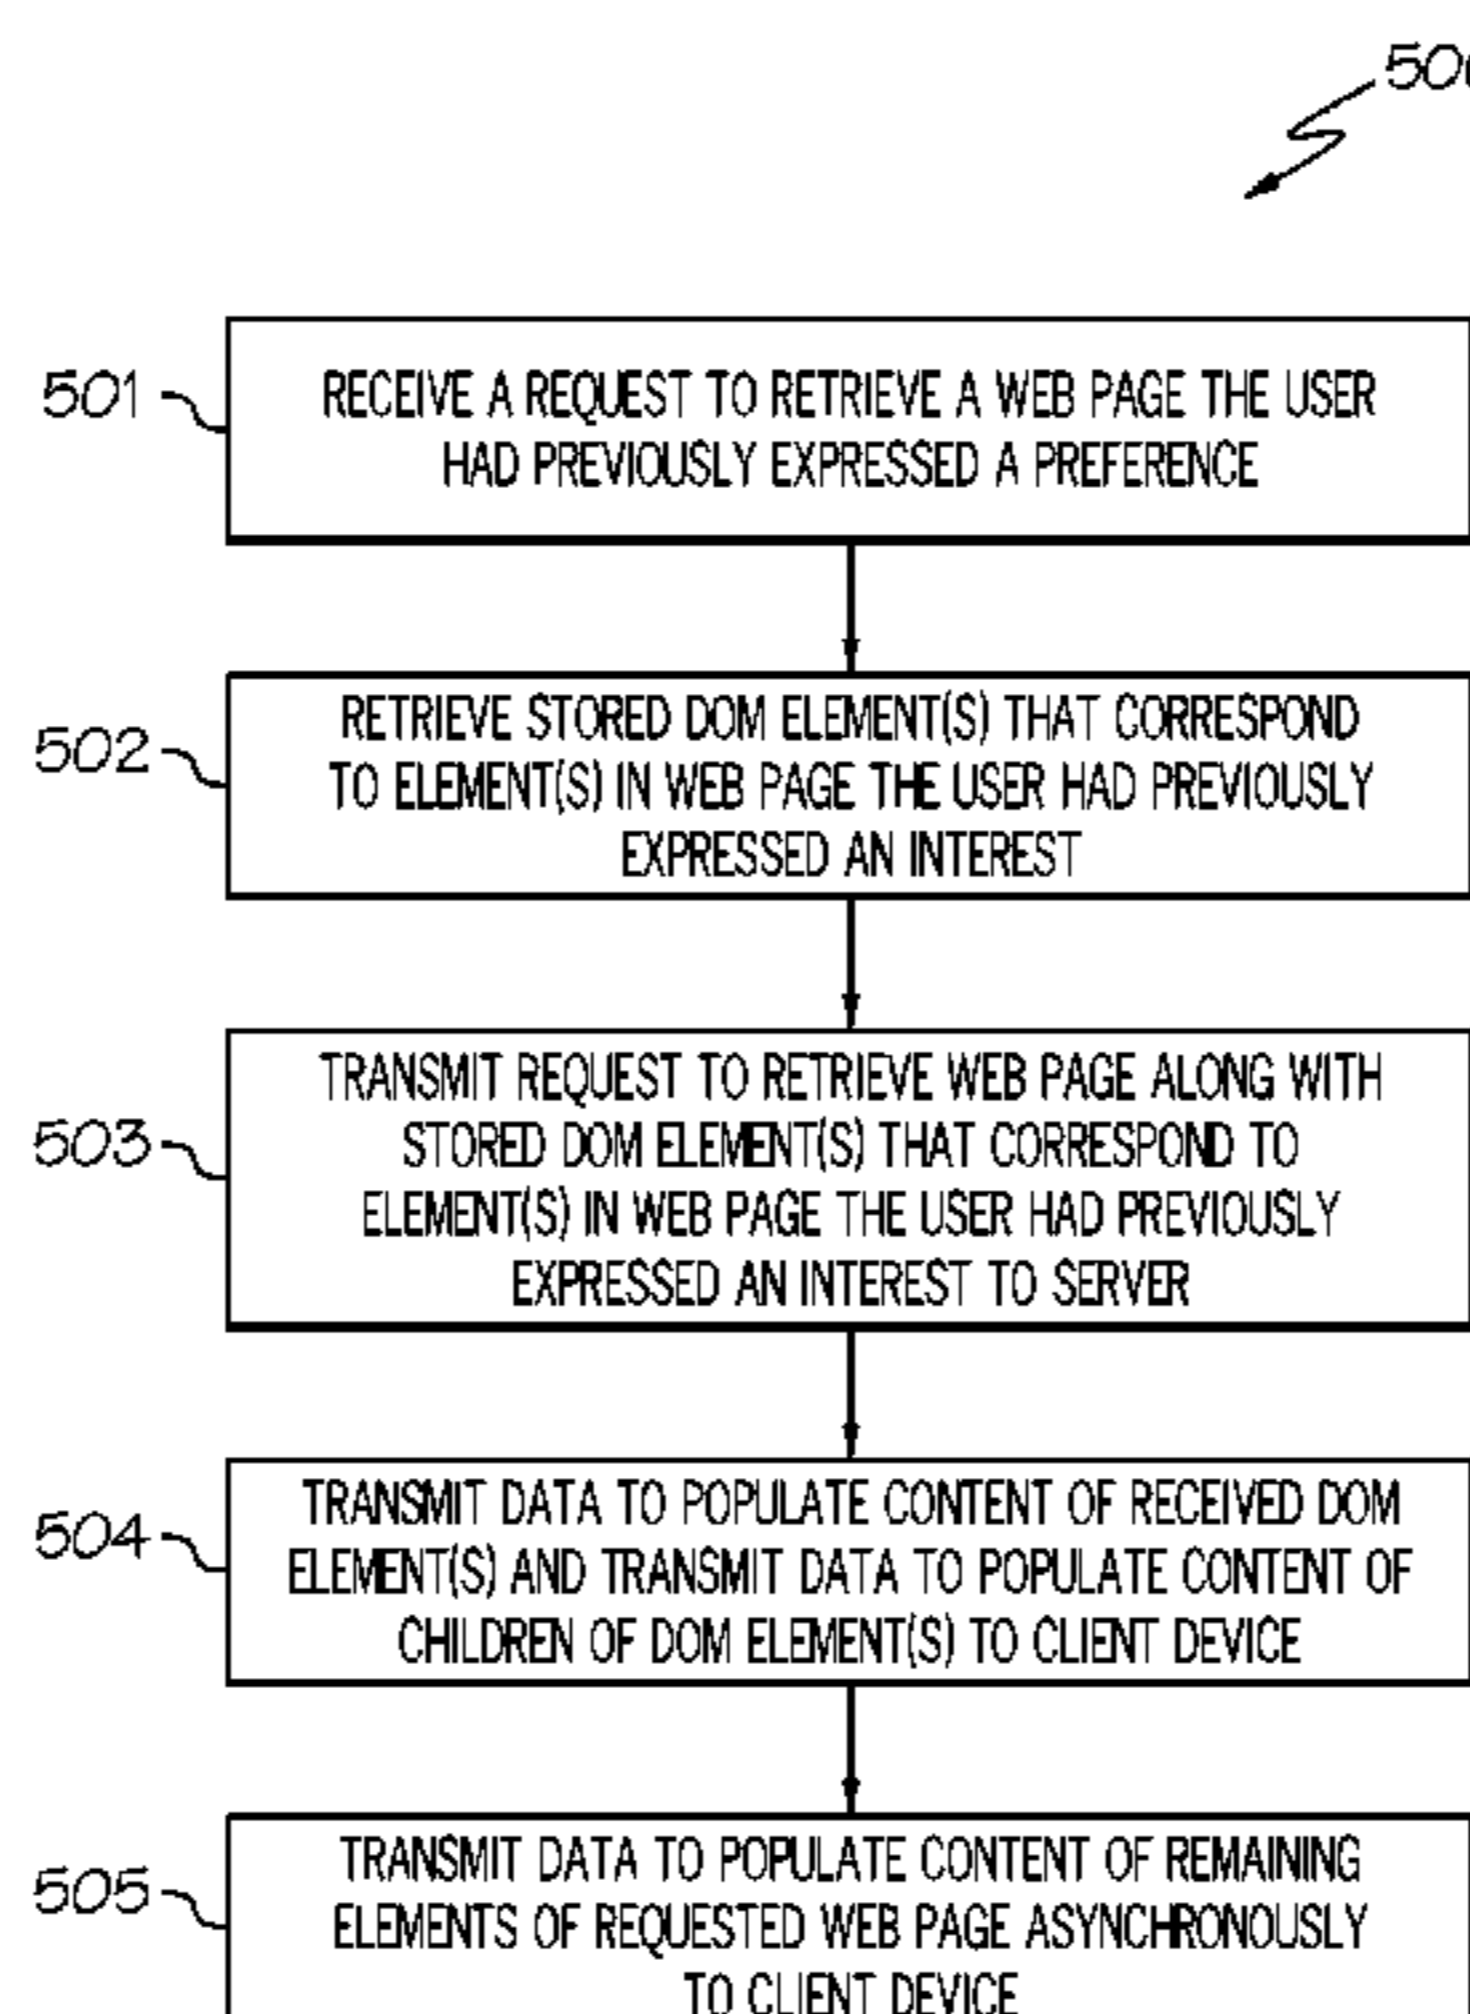 501
RECEIVE A REQUEST TO RETRIEVE A WEB PAGE THE USER
HAD PREVIOUSLY EXPRESSED A PREFERENCE
502
RETRIEVE STORED DOM ELEMENT(S) THAT CORRESPOND
TO ELEMENT(S) IN WEB PAGE THE USER HAD PREVIOUSLY
EXPRESSED AN INTEREST
503
TRANSMIT REQUEST TO RETRIEVE WEB PAGE ALONG WITH
STORED DOM ELEMENT(S) THAT CORRESPOND TO
ELEMENT(S) IN WEB PAGE THE USER HAD PREVIOUSLY
EXPRESSED AN INTEREST TO SERVER
504
TRANSMIT DATA TO POPULATE CONTENT OF RECEIVED DOM
ELEMENT(S) AND TRANSMIT DATA TO POPULATE CONTENT OF
CHILDREN OF DOM ELEMENT(S) TO CLIENT DEVICE
505
TRANSMIT DATA TO POPULATE CONTENT OF REMAINING
ELEMENTS OF REQUESTED WEB PAGE ASYNCHRONOUSLY
TO CLIENT DEVICE